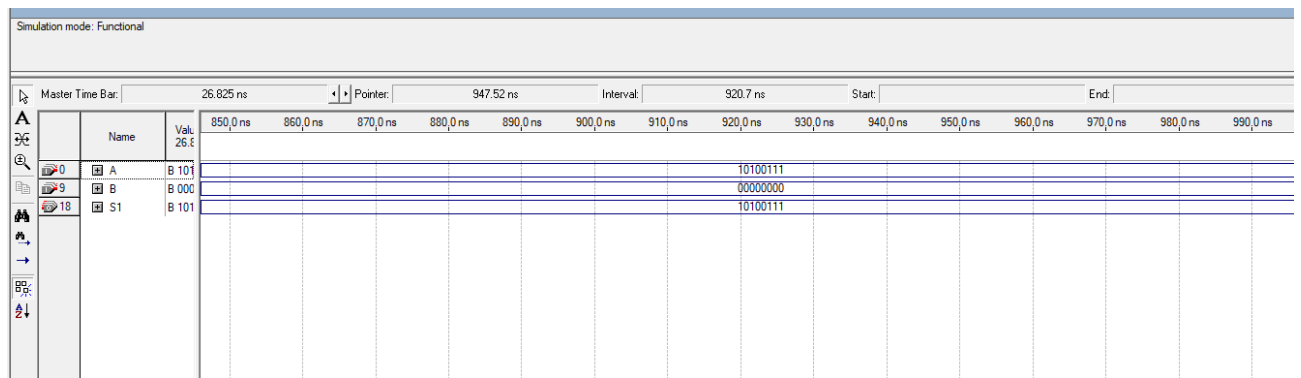 Simulation mode: Functional
Master Time Bar: 26.825 ns Pointer: 947.52 ns Interval: 920.7 ns Start: End:
Name Valu 850.0 ns 860.0 ns 870.0 ns 880.0 ns 890.0 ns 900.0 ns 910.0 ns 920.0 ns 930.0 ns 940.0 ns 950.0 ns 960.0 ns 970.0 ns 980.0 ns 990.0 ns
26.8
0 A B 101 10100111
9 B B 000 00000000
18 S1 B 101 10100111